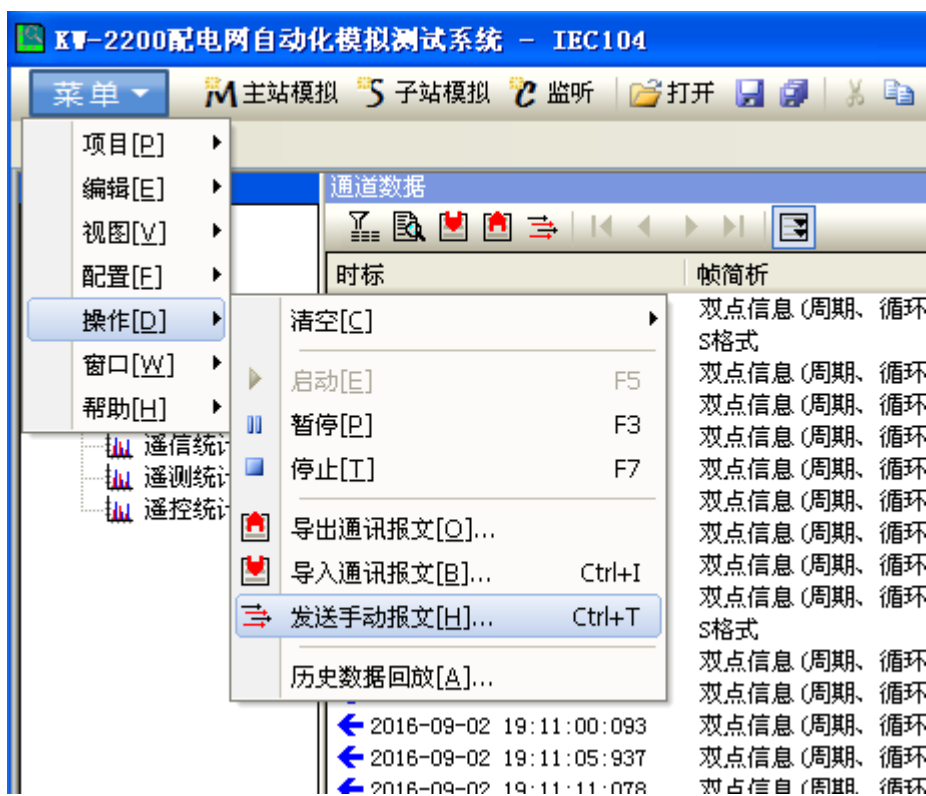 KW-2200配电网自动化模拟测试系统 - IEC104
菜单 M 主站模拟 S 子站模拟 C 监听 打开
项目[P]
编辑[E]
视图[V]
配置[F]
操作[D]
窗口[W]
帮助[H]
遥信统计
遥测统计
遥控统计
清空[C]
启动[E] F5
暂停[P] F3
停止[T] F7
导出通讯报文[O]...
导入通讯报文[B]... Ctrl+I
发送手动报文[H]... Ctrl+T
历史数据回放[A]...
通道数据
时标 帧简析
双点信息(周期、循环
S格式
双点信息(周期、循环
双点信息(周期、循环
双点信息(周期、循环
双点信息(周期、循环
双点信息(周期、循环
双点信息(周期、循环
双点信息(周期、循环
双点信息(周期、循环
S格式
双点信息(周期、循环
双点信息(周期、循环
2016-09-02 19:11:00:093 双点信息(周期、循环
2016-09-02 19:11:05:937 双点信息(周期、循环
2016-09-02 19:11:11:078 双点信息(周期、循环